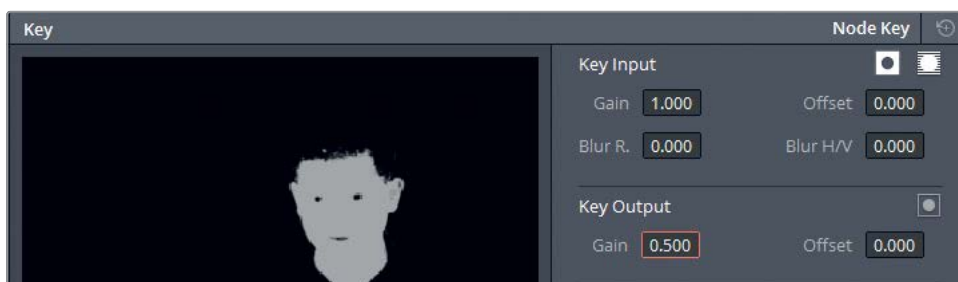 Key Node Key
Key Input
Gain 1.000 Offset 0.000
Blur R. 0.000 Blur H/V 0.000
Key Output
Gain 0.500 Offset 0.000